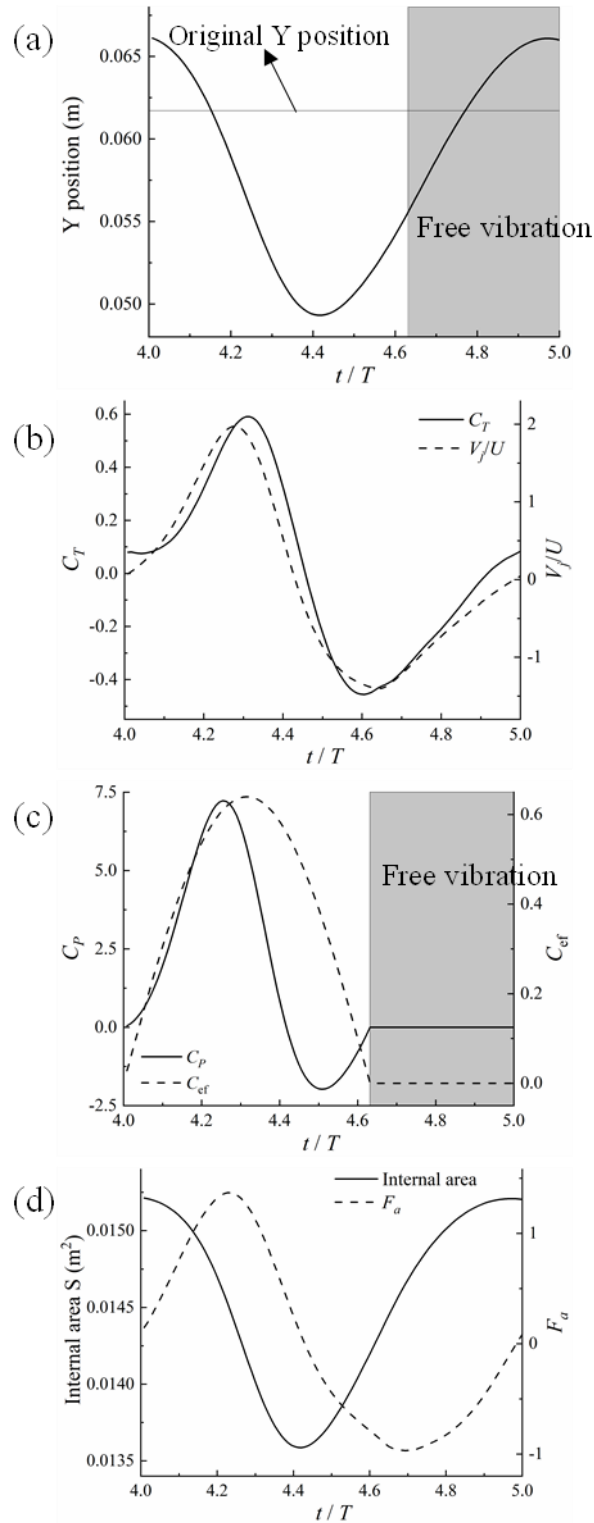 (a)
Original Y position
0.065
0.060
0.055
0.050
Y position (m)
Free vibration
4.0 4.2 4.4 4.6 4.8 5.0
t / T
(b)
C_T
V_j/U
0.6
0.4
0.2
0.0
-0.2
-0.4
C_T
2
1
0
-1
V_j/U
4.0 4.2 4.4 4.6 4.8 5.0
t / T
(c)
7.5
5.0
2.5
0.0
-2.5
C_P
Free vibration
0.6
0.4
0.2
0.0
C_ef
C_P
C_ef
4.0 4.2 4.4 4.6 4.8 5.0
t / T
(d)
Internal area
F_a
0.0150
0.0145
0.0140
0.0135
Internal area S (m²)
1
0
-1
F_a
4.0 4.2 4.4 4.6 4.8 5.0
t / T